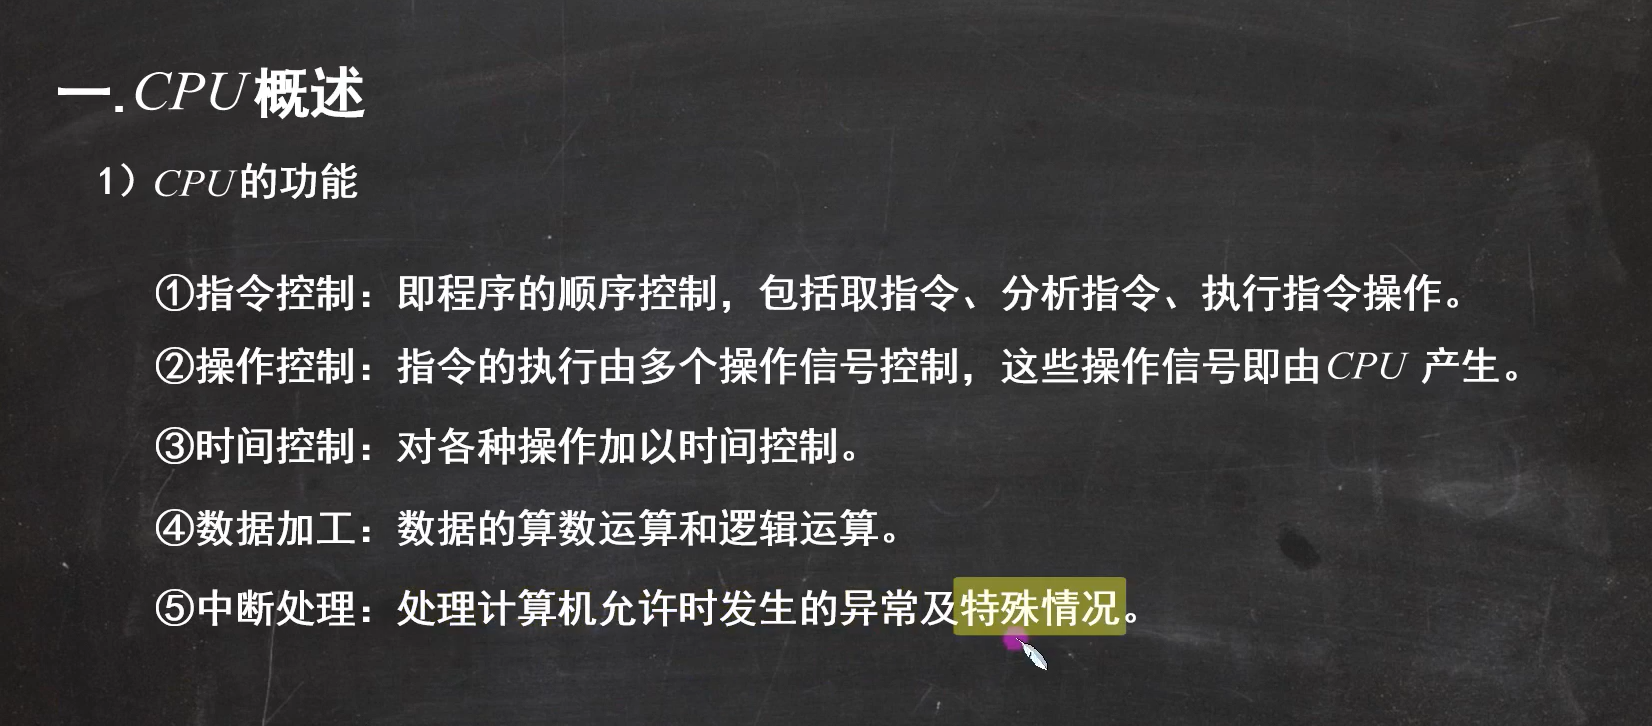 一.CPU概述
1）CPU的功能
①指令控制：即程序的顺序控制，包括取指令、分析指令、执行指令操作。
②操作控制：指令的执行由多个操作信号控制，这些操作信号即由CPU 产生。
③时间控制：对各种操作加以时间控制。
④数据加工：数据的算数运算和逻辑运算。
⑤中断处理：处理计算机允许时发生的异常及特殊情况。